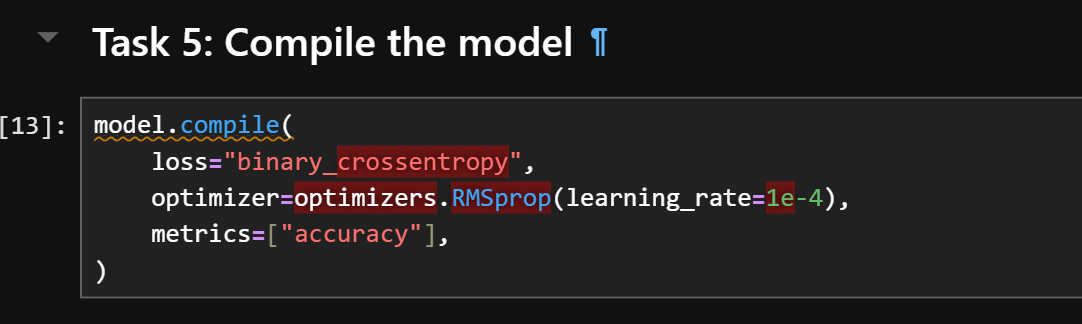 Task 5: Compile the model ¶
[13]:
model.compile(
    loss="binary_crossentropy",
    optimizer=optimizers.RMSprop(learning_rate=1e-4),
    metrics=["accuracy"],
)